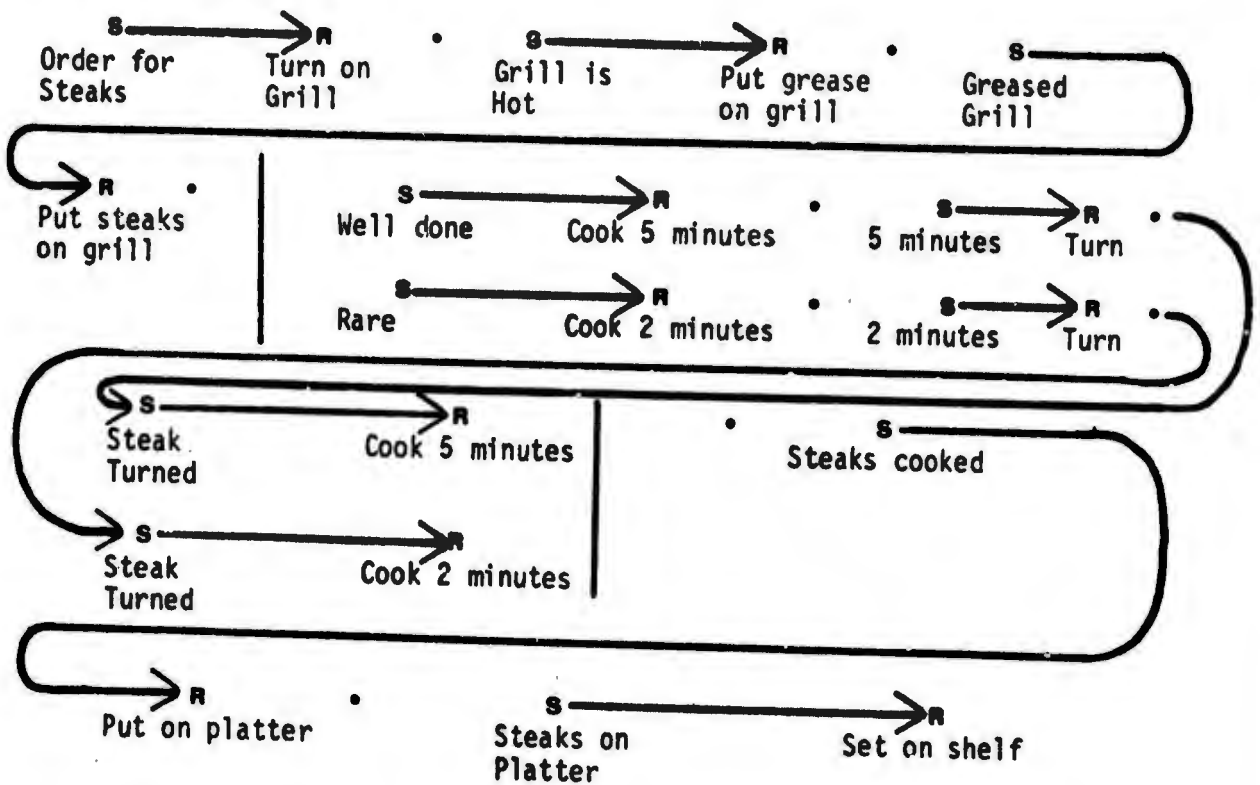 S R S R S
Order for Turn on Grill is Put grease Greased
Steaks Grill Hot on grill Grill
R S R S R
Put steaks Well done Cook 5 minutes 5 minutes Turn
on grill
S R S R
Rare Cook 2 minutes 2 minutes Turn
S R S
Steak Cook 5 minutes Steaks cooked
Turned
S R
Steak Cook 2 minutes
Turned
R S R
Put on platter Steaks on Set on shelf
Platter